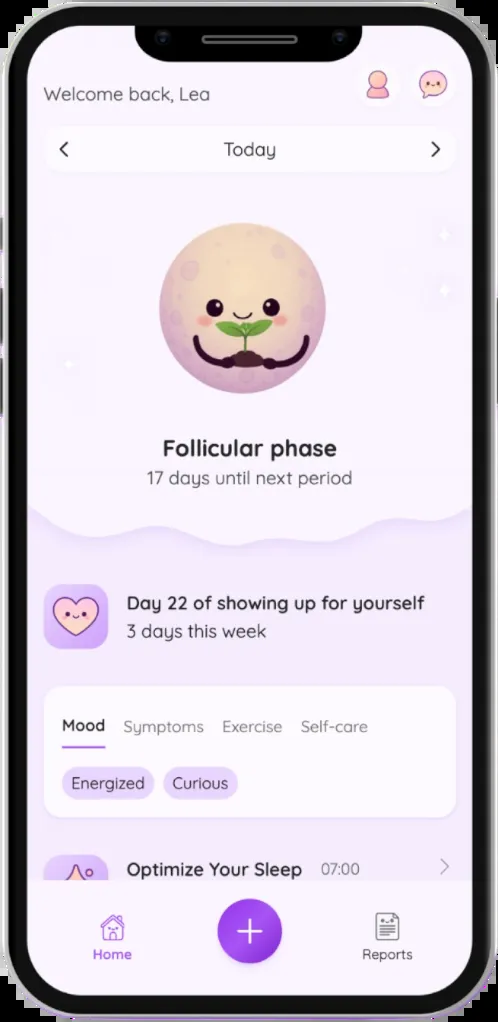 Welcome back, Lea
Today
Follicular phase
17 days until next period
Day 22 of showing up for yourself
3 days this week
Mood Symptoms Exercise Self-care
Energized Curious
Optimize Your Sleep 07:00
Home Reports